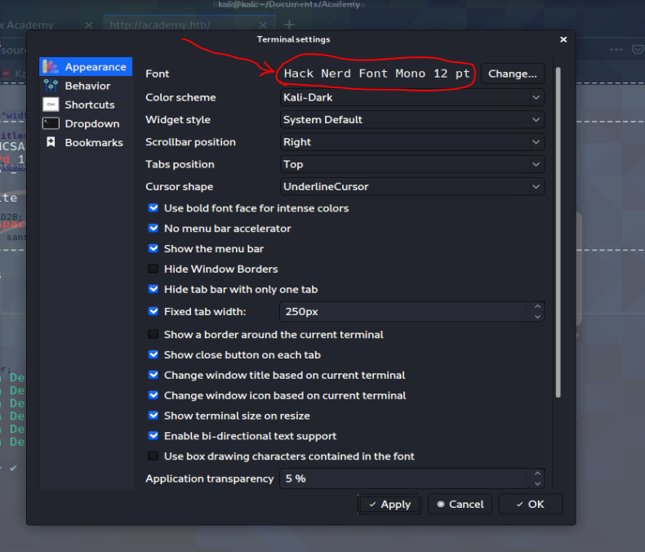 kali@kali:~/Documents/Academy
x Academy
http://academy.htb/
Terminal settings
Appearance
Behavior
Shortcuts
Dropdown
Bookmarks
Font
Hack Nerd Font Mono 12 pt
Change...
Color scheme
Kali-Dark
Widget style
System Default
Scrollbar position
Right
Tabs position
Top
Cursor shape
UnderlineCursor
Use bold font face for intense colors
No menu bar accelerator
Show the menu bar
Hide Window Borders
Hide tab bar with only one tab
Fixed tab width:
250px
Show a border around the current terminal
Show close button on each tab
Change window title based on current terminal
Change window icon based on current terminal
Show terminal size on resize
Enable bi-directional text support
Use box drawing characters contained in the font
Application transparency
5 %
Apply
Cancel
OK